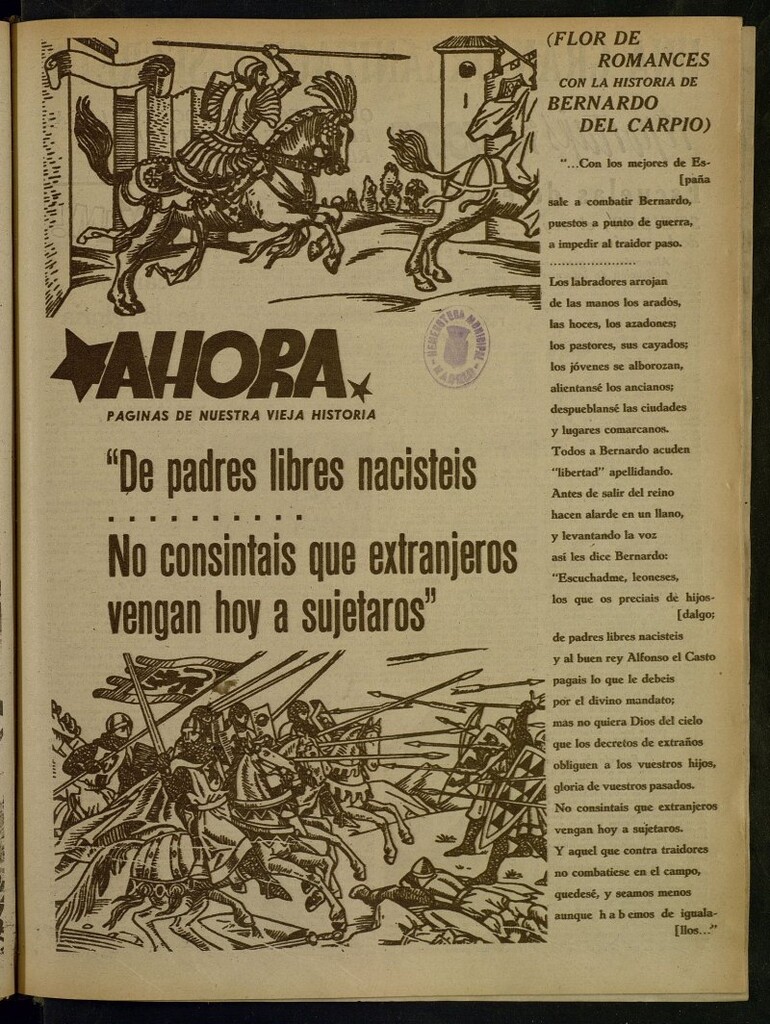 AHORA
PAGINAS DE NUESTRA VIEJA HISTORIA
HEMEROTECA MUNICIPAL
MADRID
“De padres libres nacisteis
. . . . . . . . . .
No consintais que extranjeros
vengan hoy a sujetaros”
(FLOR DE
ROMANCES
CON LA HISTORIA DE
BERNARDO
DEL CARPIO)
“...Con los mejores de Es-
[paña
sale a combatir Bernardo,
puestos a punto de guerra,
a impedir al traidor paso.
......................
Los labradores arrojan
de las manos los arados,
las hoces, los azadones;
los pastores, sus cayados;
los jóvenes se alborozan,
alientansé los ancianos;
despueblansé las ciudades
y lugares comarcanos.
Todos a Bernardo acuden
“libertad” apellidando.
Antes de salir del reino
hacen alarde en un llano,
y levantando la voz
así les dice Bernardo:
“Escuchadme, leoneses,
los que os preciais de hijos-
[dalgo;
de padres libres nacisteis
y al buen rey Alfonso el Casto
pagais lo que le debeis
por el divino mandato;
mas no quiera Dios del cielo
que los decretos de extraños
obliguen a los vuestros hijos,
gloria de vuestros pasados.
No consintais que extranjeros
vengan hoy a sujetaros.
Y aquel que contra traidores
no combatiese en el campo,
quedesé, y seamos menos
aunque habemos de iguala-
[llos...”